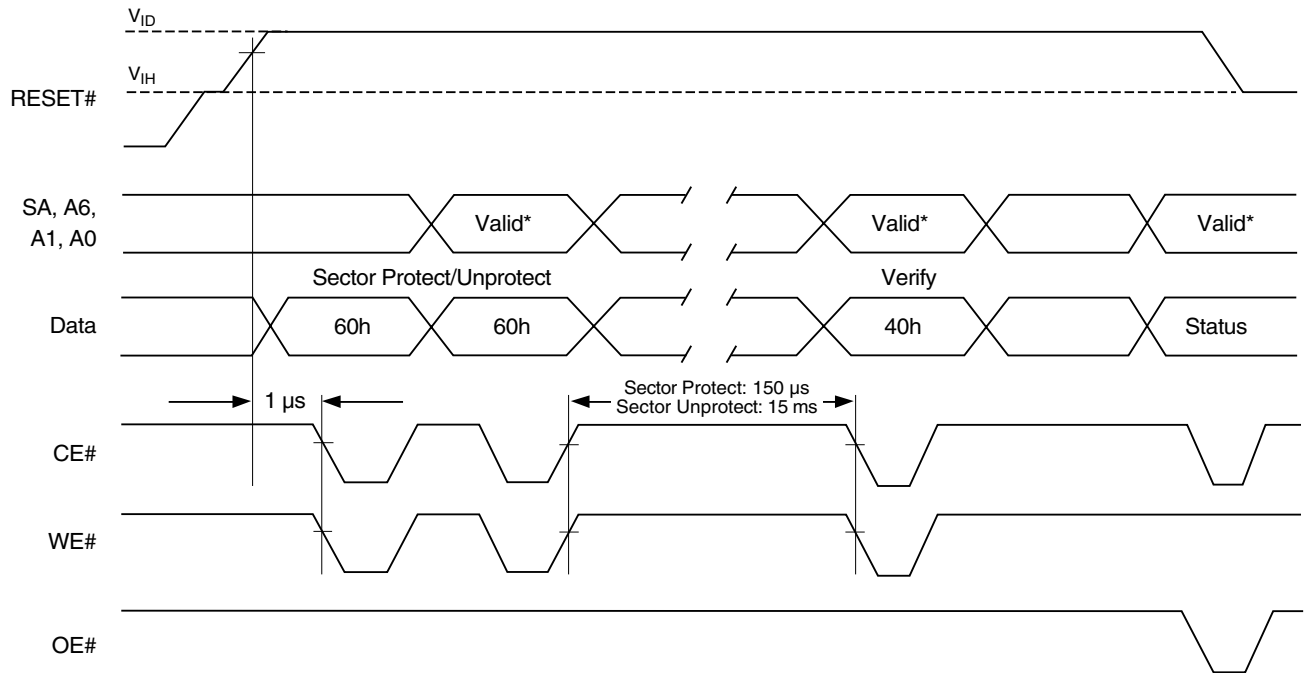 VID
VIH
RESET#
SA, A6,
A1, A0
Valid*
Valid*
Valid*
Sector Protect/Unprotect
Verify
Data
60h
60h
40h
Status
1 µs
Sector Protect: 150 µs
Sector Unprotect: 15 ms
CE#
WE#
OE#